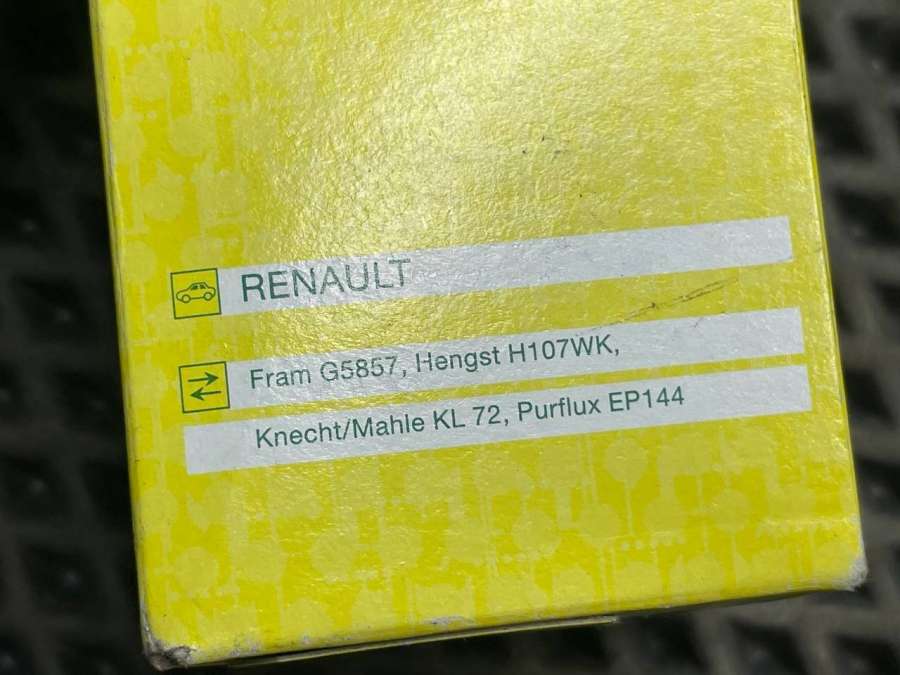 RENAULT
Fram G5857, Hengst H107WK,
Knecht/Mahle KL 72, Purflux EP144